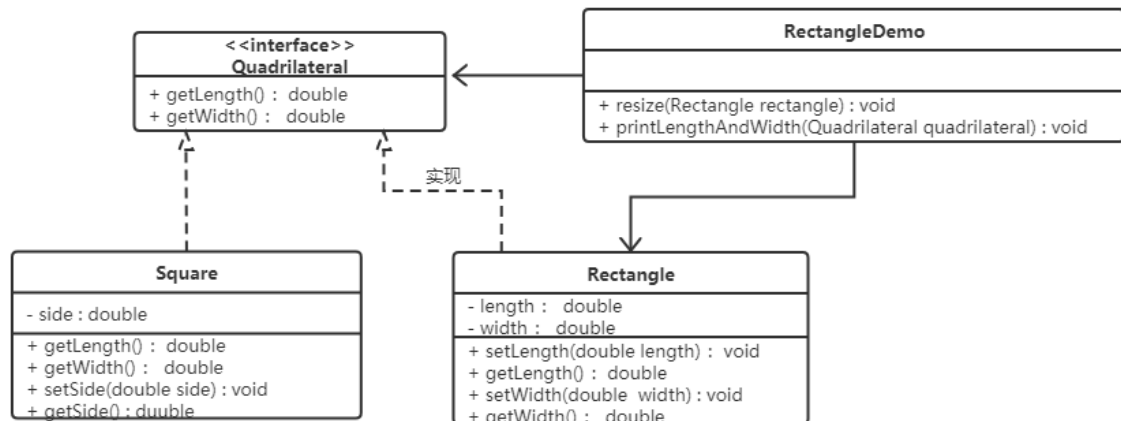 <<interface>>
Quadrilateral
+ getLength() : double
+ getWidth() : double
RectangleDemo
+ resize(Rectangle rectangle) : void
+ printLengthAndWidth(Quadrilateral quadrilateral) : void
实现
Square
- side : double
+ getLength() : double
+ getWidth() : double
+ setSide(double side) : void
+ getSide() : duuble
Rectangle
- length : double
- width : double
+ setLength(double length) : void
+ getLength() : double
+ setWidth(double width) : void
+ getWidth() : double